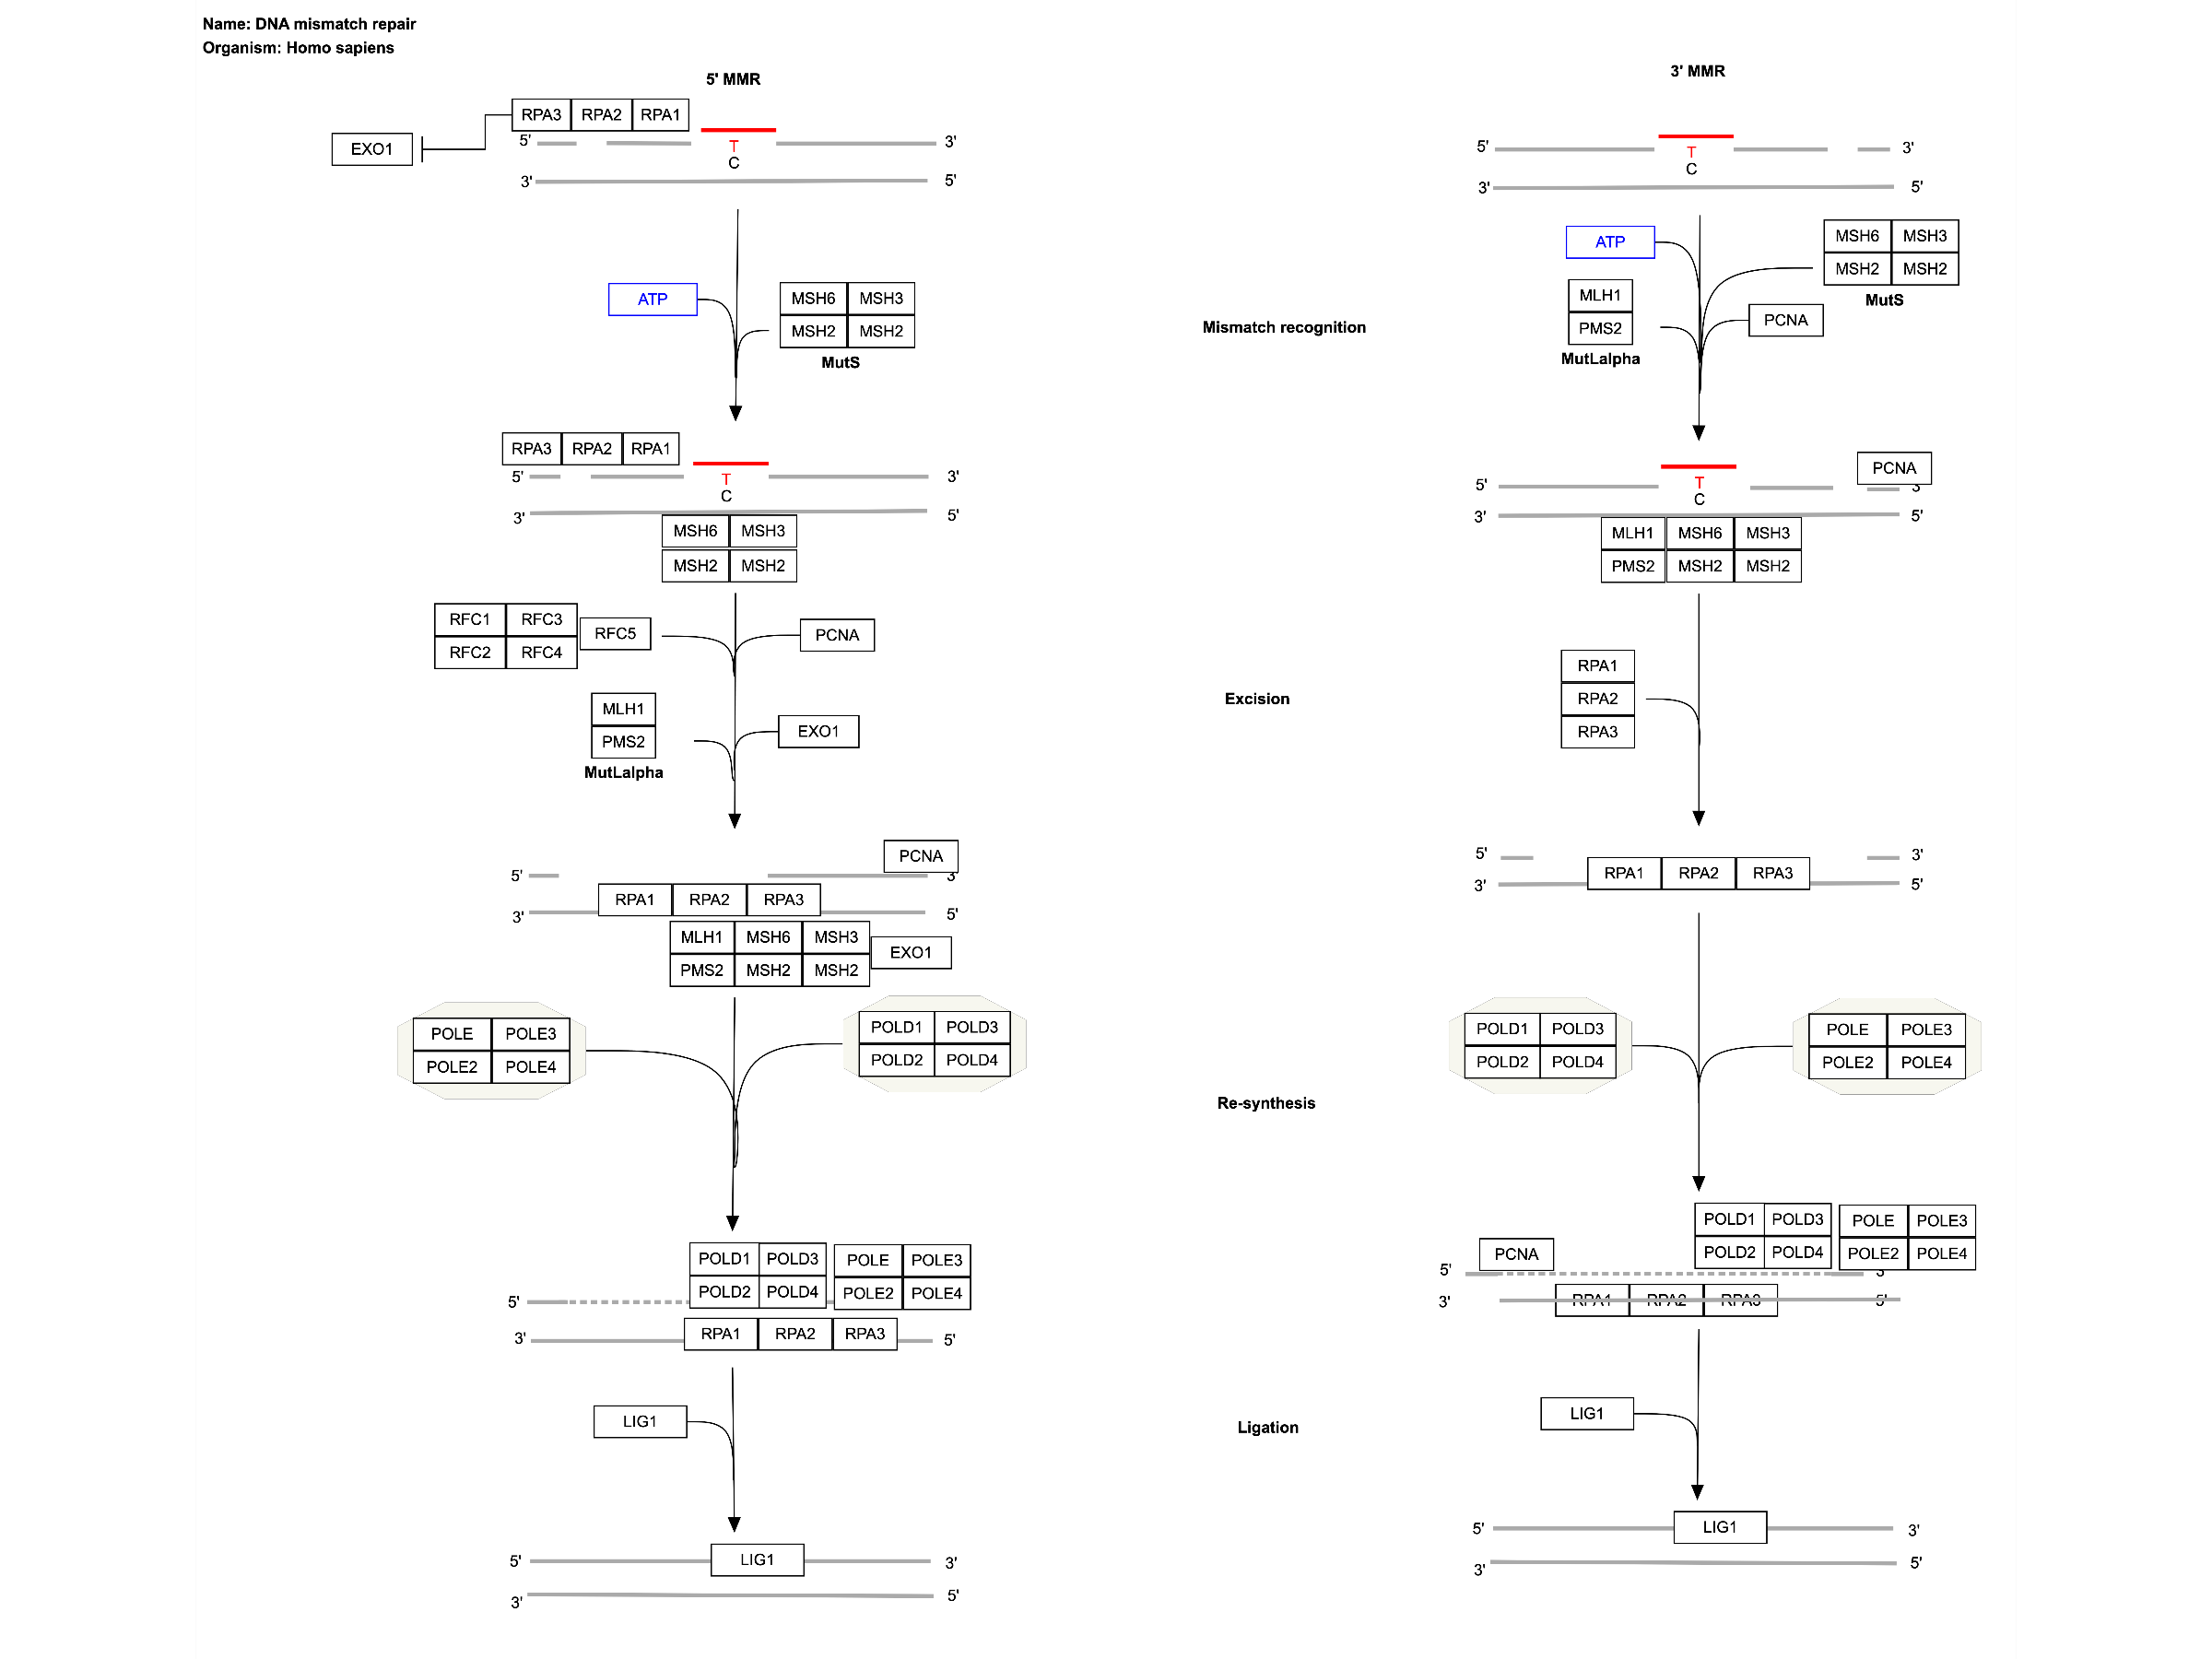 Name: DNA mismatch repair
Organism: Homo sapiens
5' MMR
RPA3 RPA2 RPA1
EXO1
5' 3'
T
C
3' 5'
ATP
MSH6 MSH3
MSH2 MSH2
MutS
RPA3 RPA2 RPA1
5' 3'
T
C
3' 5'
MSH6 MSH3
MSH2 MSH2
RFC1 RFC3
RFC2 RFC4
RFC5
PCNA
MLH1
PMS2
MutLalpha
EXO1
PCNA
5' 3'
RPA1 RPA2 RPA3
3' 5'
MLH1 MSH6 MSH3
PMS2 MSH2 MSH2
EXO1
POLE POLE3
POLE2 POLE4
POLD1 POLD3
POLD2 POLD4
POLD1 POLD3 POLE POLE3
POLD2 POLD4 POLE2 POLE4
5'
RPA1 RPA2 RPA3
3' 5'
LIG1
5' LIG1 3'
3' 5'
Mismatch recognition
Excision
Re-synthesis
Ligation
3' MMR
5' 3'
T
C
3' 5'
ATP
MSH6 MSH3
MSH2 MSH2
MutS
MLH1
PMS2
MutLalpha
PCNA
PCNA
5' 3'
T
C
3' 5'
MLH1 MSH6 MSH3
PMS2 MSH2 MSH2
RPA1
RPA2
RPA3
5' 3'
RPA1 RPA2 RPA3
3' 5'
POLD1 POLD3
POLD2 POLD4
POLE POLE3
POLE2 POLE4
POLD1 POLD3 POLE POLE3
POLD2 POLD4 POLE2 POLE4
PCNA
5' 3'
3' RPA1 RPA2 RPA3 5'
LIG1
5' LIG1 3'
3' 5'